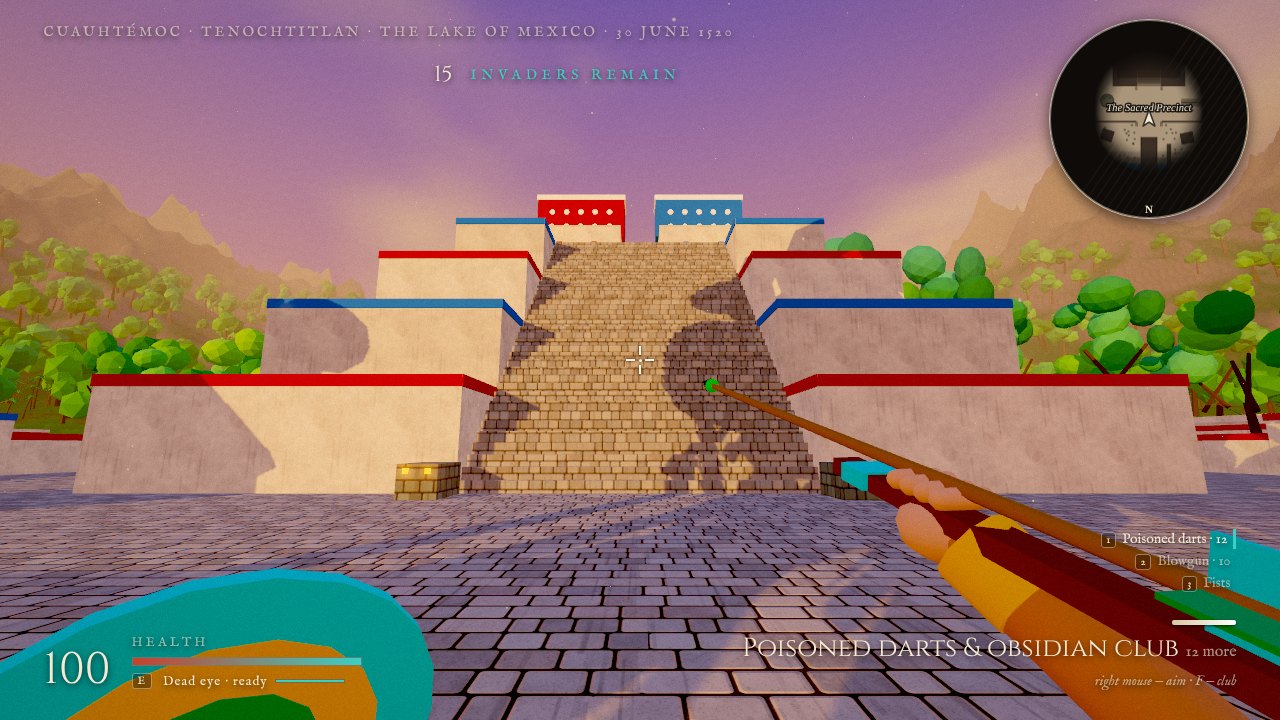 CUAUHTÉMOC · TENOCHTITLAN · THE LAKE OF MEXICO · 30 JUNE 1520
15 INVADERS REMAIN
The Sacred Precinct
N
1 Poisoned darts · 12
2 Blowgun · 10
3 Fists
HEALTH
100
E Dead eye · ready
Poisoned darts & obsidian club 12 more
right mouse – aim · F – club